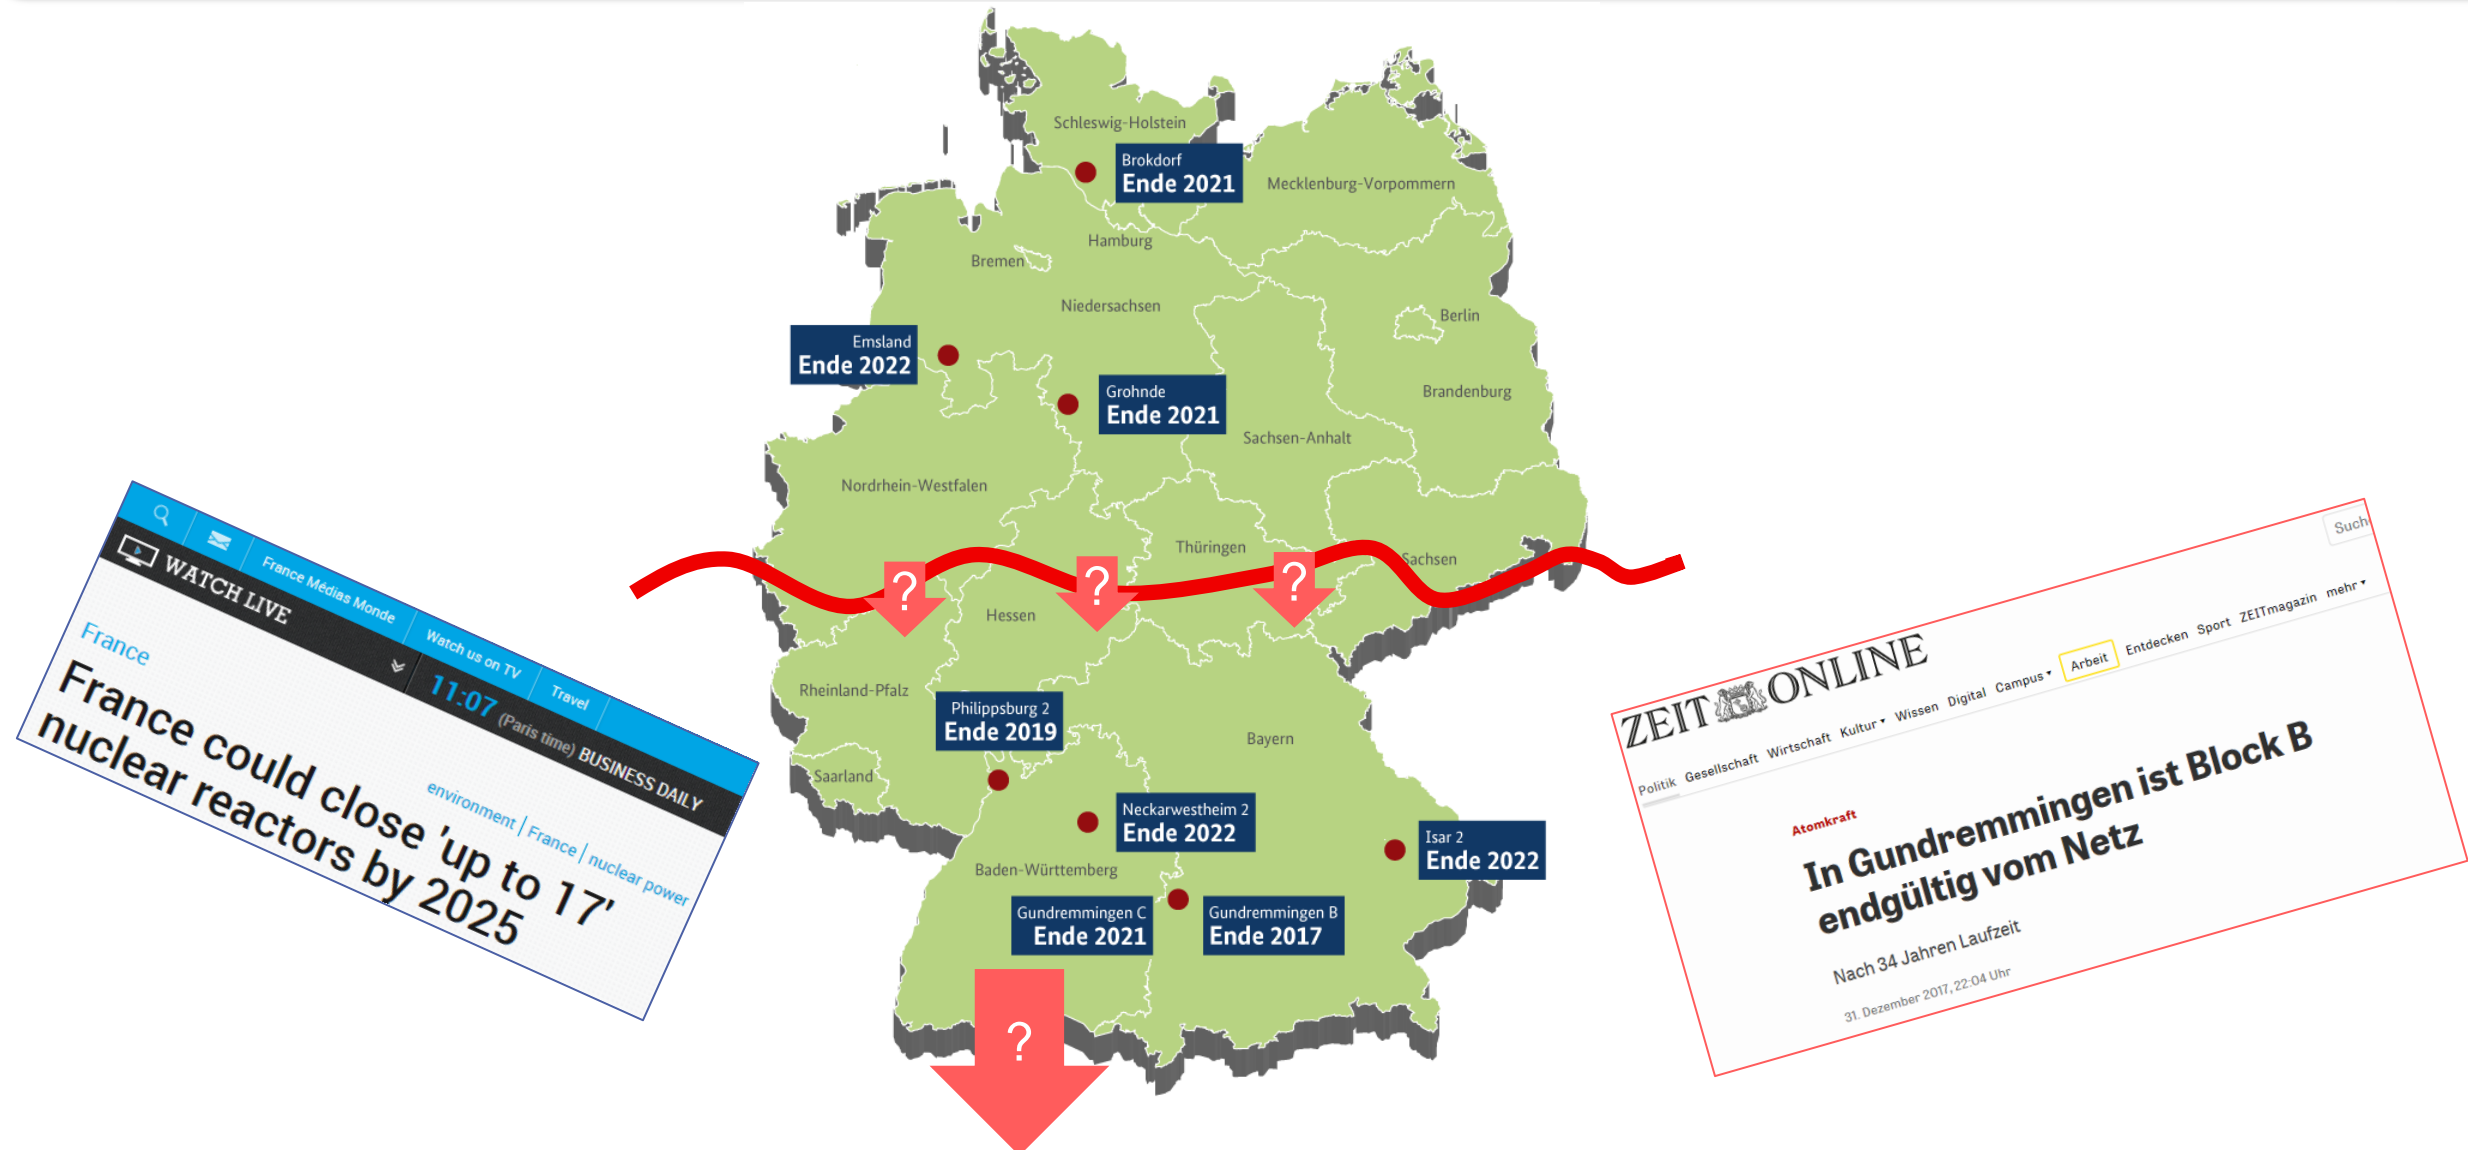 Schleswig-Holstein
Brokdorf
Ende 2021
Mecklenburg-Vorpommern
Hamburg
Bremen
Niedersachsen
Berlin
Emsland
Ende 2022
Grohnde
Ende 2021
Brandenburg
Sachsen-Anhalt
Nordrhein-Westfalen
Thüringen
Sachsen
?
?
?
Hessen
Rheinland-Pfalz
Philippsburg 2
Ende 2019
Bayern
Saarland
Neckarwestheim 2
Ende 2022
Isar 2
Ende 2022
Baden-Württemberg
Gundremmingen C
Ende 2021
Gundremmingen B
Ende 2017
?
France Médias Monde
Watch us on TV
Travel
WATCH LIVE
11:07 (Paris time) BUSINESS DAILY
France
environment | France | nuclear power
France could close 'up to 17'
nuclear reactors by 2025
Such
ZEIT ONLINE
Politik Gesellschaft Wirtschaft Kultur Wissen Digital Campus Arbeit Entdecken Sport ZEITmagazin mehr
Atomkraft
In Gundremmingen ist Block B
endgültig vom Netz
Nach 34 Jahren Laufzeit
31. Dezember 2017, 22:04 Uhr